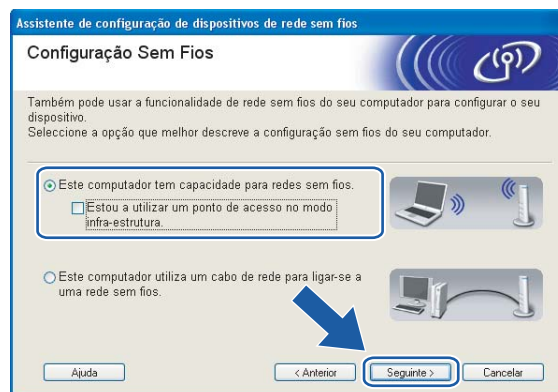 Assistente de configuração de dispositivos de rede sem fios
Configuração Sem Fios
Também pode usar a funcionalidade de rede sem fios do seu computador para configurar o seu
dispositivo.
Seleccione a opção que melhor descreve a configuração sem fios do seu computador.
Este computador tem capacidade para redes sem fios.
Estou a utilizar um ponto de acesso no modo
infra-estrutura.
Este computador utiliza um cabo de rede para ligar-se a
uma rede sem fios.
Ajuda
< Anterior
Seguinte >
Cancelar